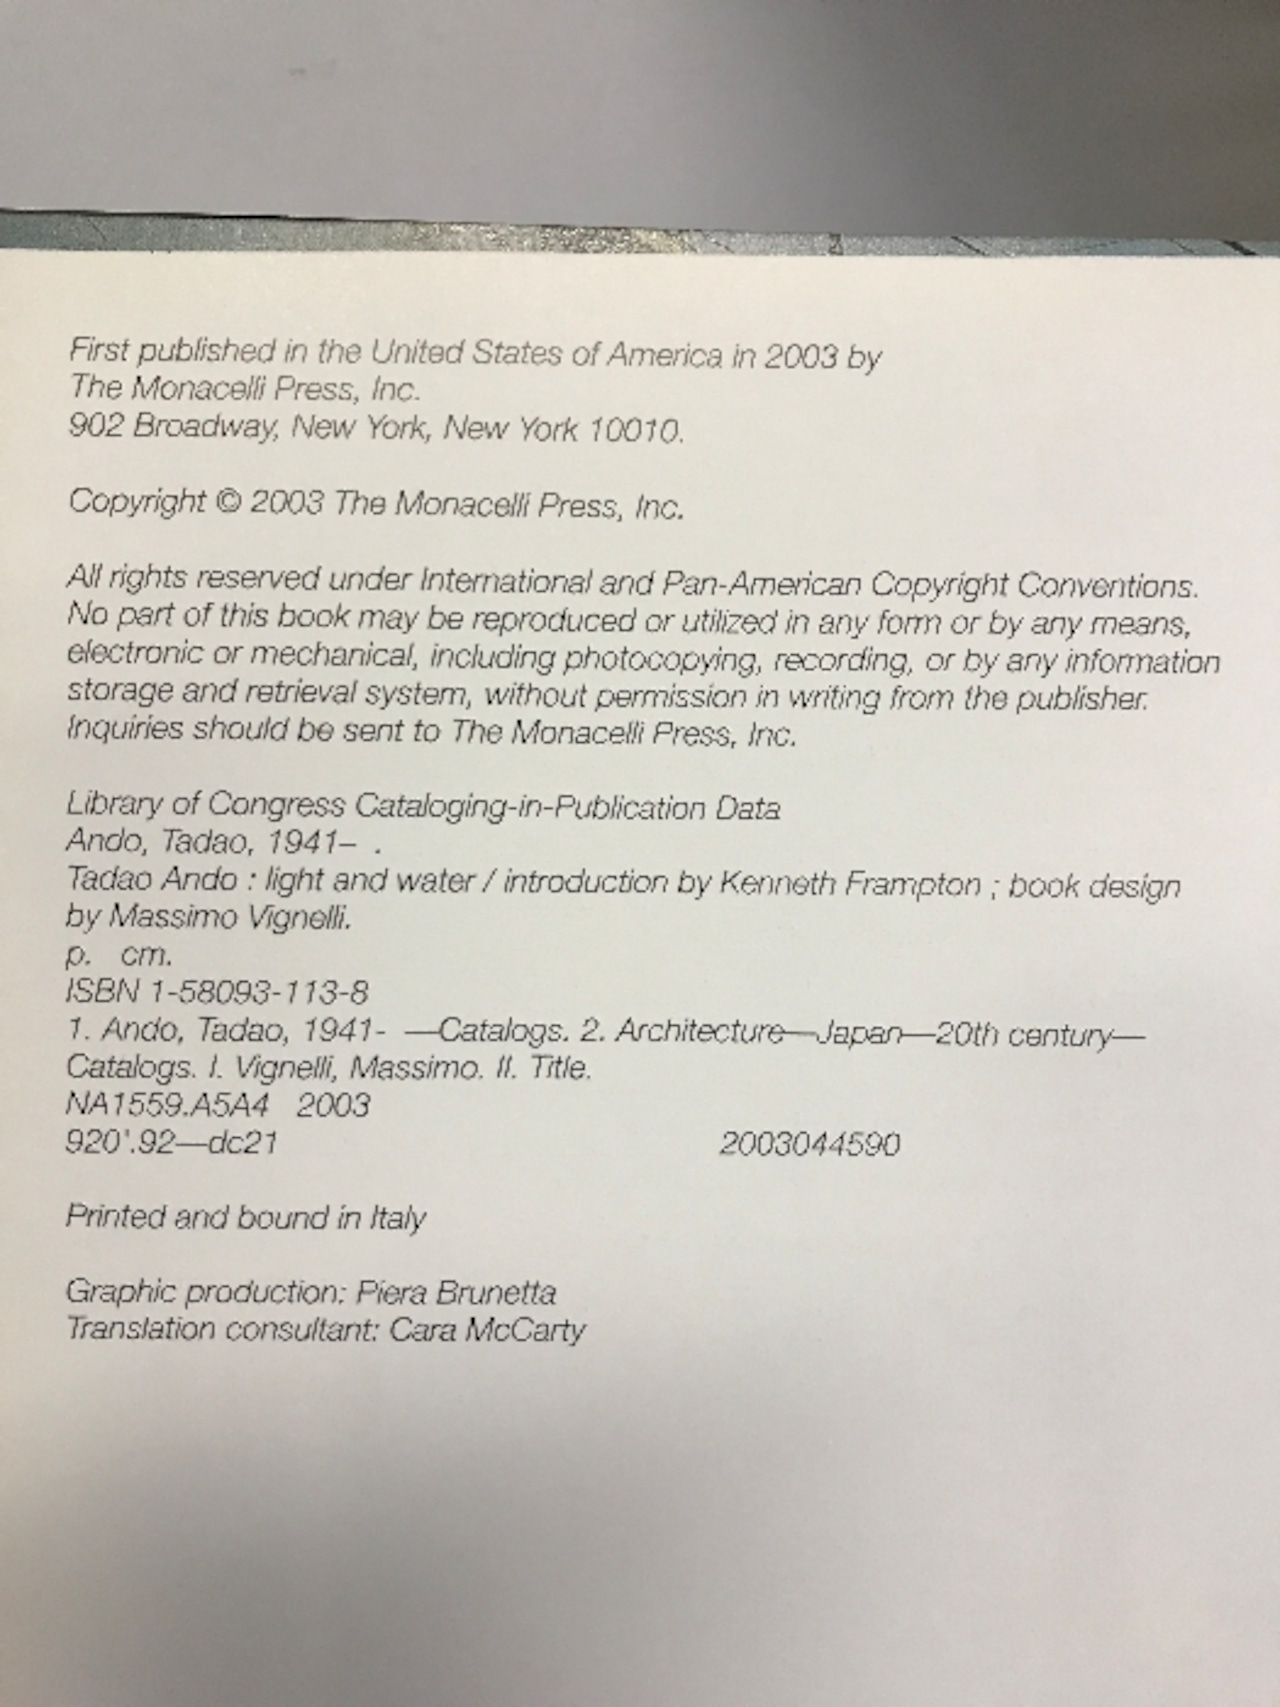 First published in the United States of America in 2003 by
The Monacelli Press, Inc.
902 Broadway, New York, New York 10010.
Copyright © 2003 The Monacelli Press, Inc.
All rights reserved under International and Pan-American Copyright Conventions.
No part of this book may be reproduced or utilized in any form or by any means,
electronic or mechanical, including photocopying, recording, or by any information
storage and retrieval system, without permission in writing from the publisher.
Inquiries should be sent to The Monacelli Press, Inc.
Library of Congress Cataloging-in-Publication Data
Ando, Tadao, 1941– .
Tadao Ando : light and water / introduction by Kenneth Frampton ; book design
by Massimo Vignelli.
p. cm.
ISBN 1-58093-113-8
1. Ando, Tadao, 1941- —Catalogs. 2. Architecture—Japan—20th century—
Catalogs. I. Vignelli, Massimo. II. Title.
NA1559.A5A4 2003
920'.92—dc21 2003044590
Printed and bound in Italy
Graphic production: Piera Brunetta
Translation consultant: Cara McCarty